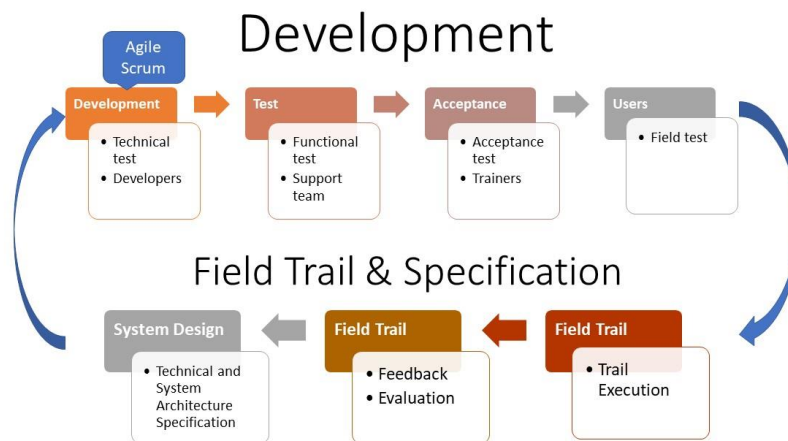 Development
Agile
Scrum
Development
• Technical
test
• Developers
Test
• Functional
test
• Support
team
Acceptance
• Acceptance
test
• Trainers
Users
• Field test
Field Trail & Specification
System Design
• Technical and
System
Architecture
Specification
Field Trail
• Feedback
• Evaluation
Field Trail
• Trail
Execution